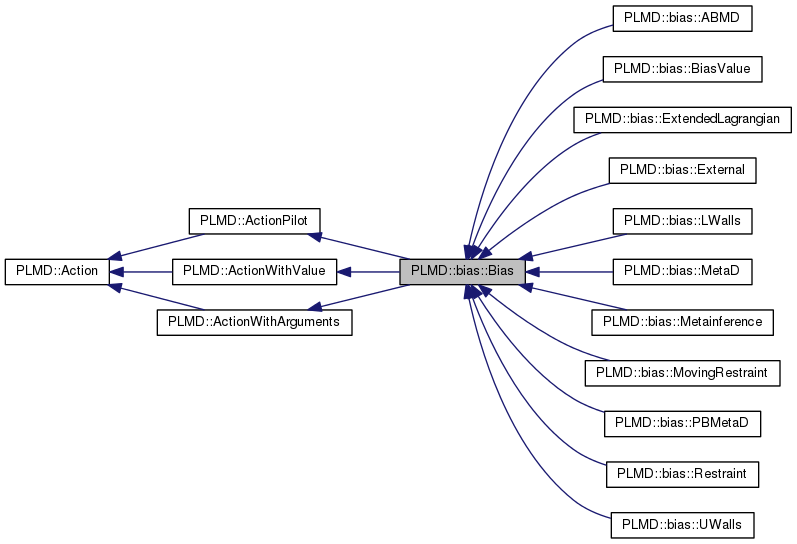 PLMD::Action
PLMD::ActionPilot
PLMD::ActionWithValue
PLMD::ActionWithArguments
PLMD::bias::Bias
PLMD::bias::ABMD
PLMD::bias::BiasValue
PLMD::bias::ExtendedLagrangian
PLMD::bias::External
PLMD::bias::LWalls
PLMD::bias::MetaD
PLMD::bias::Metainference
PLMD::bias::MovingRestraint
PLMD::bias::PBMetaD
PLMD::bias::Restraint
PLMD::bias::UWalls